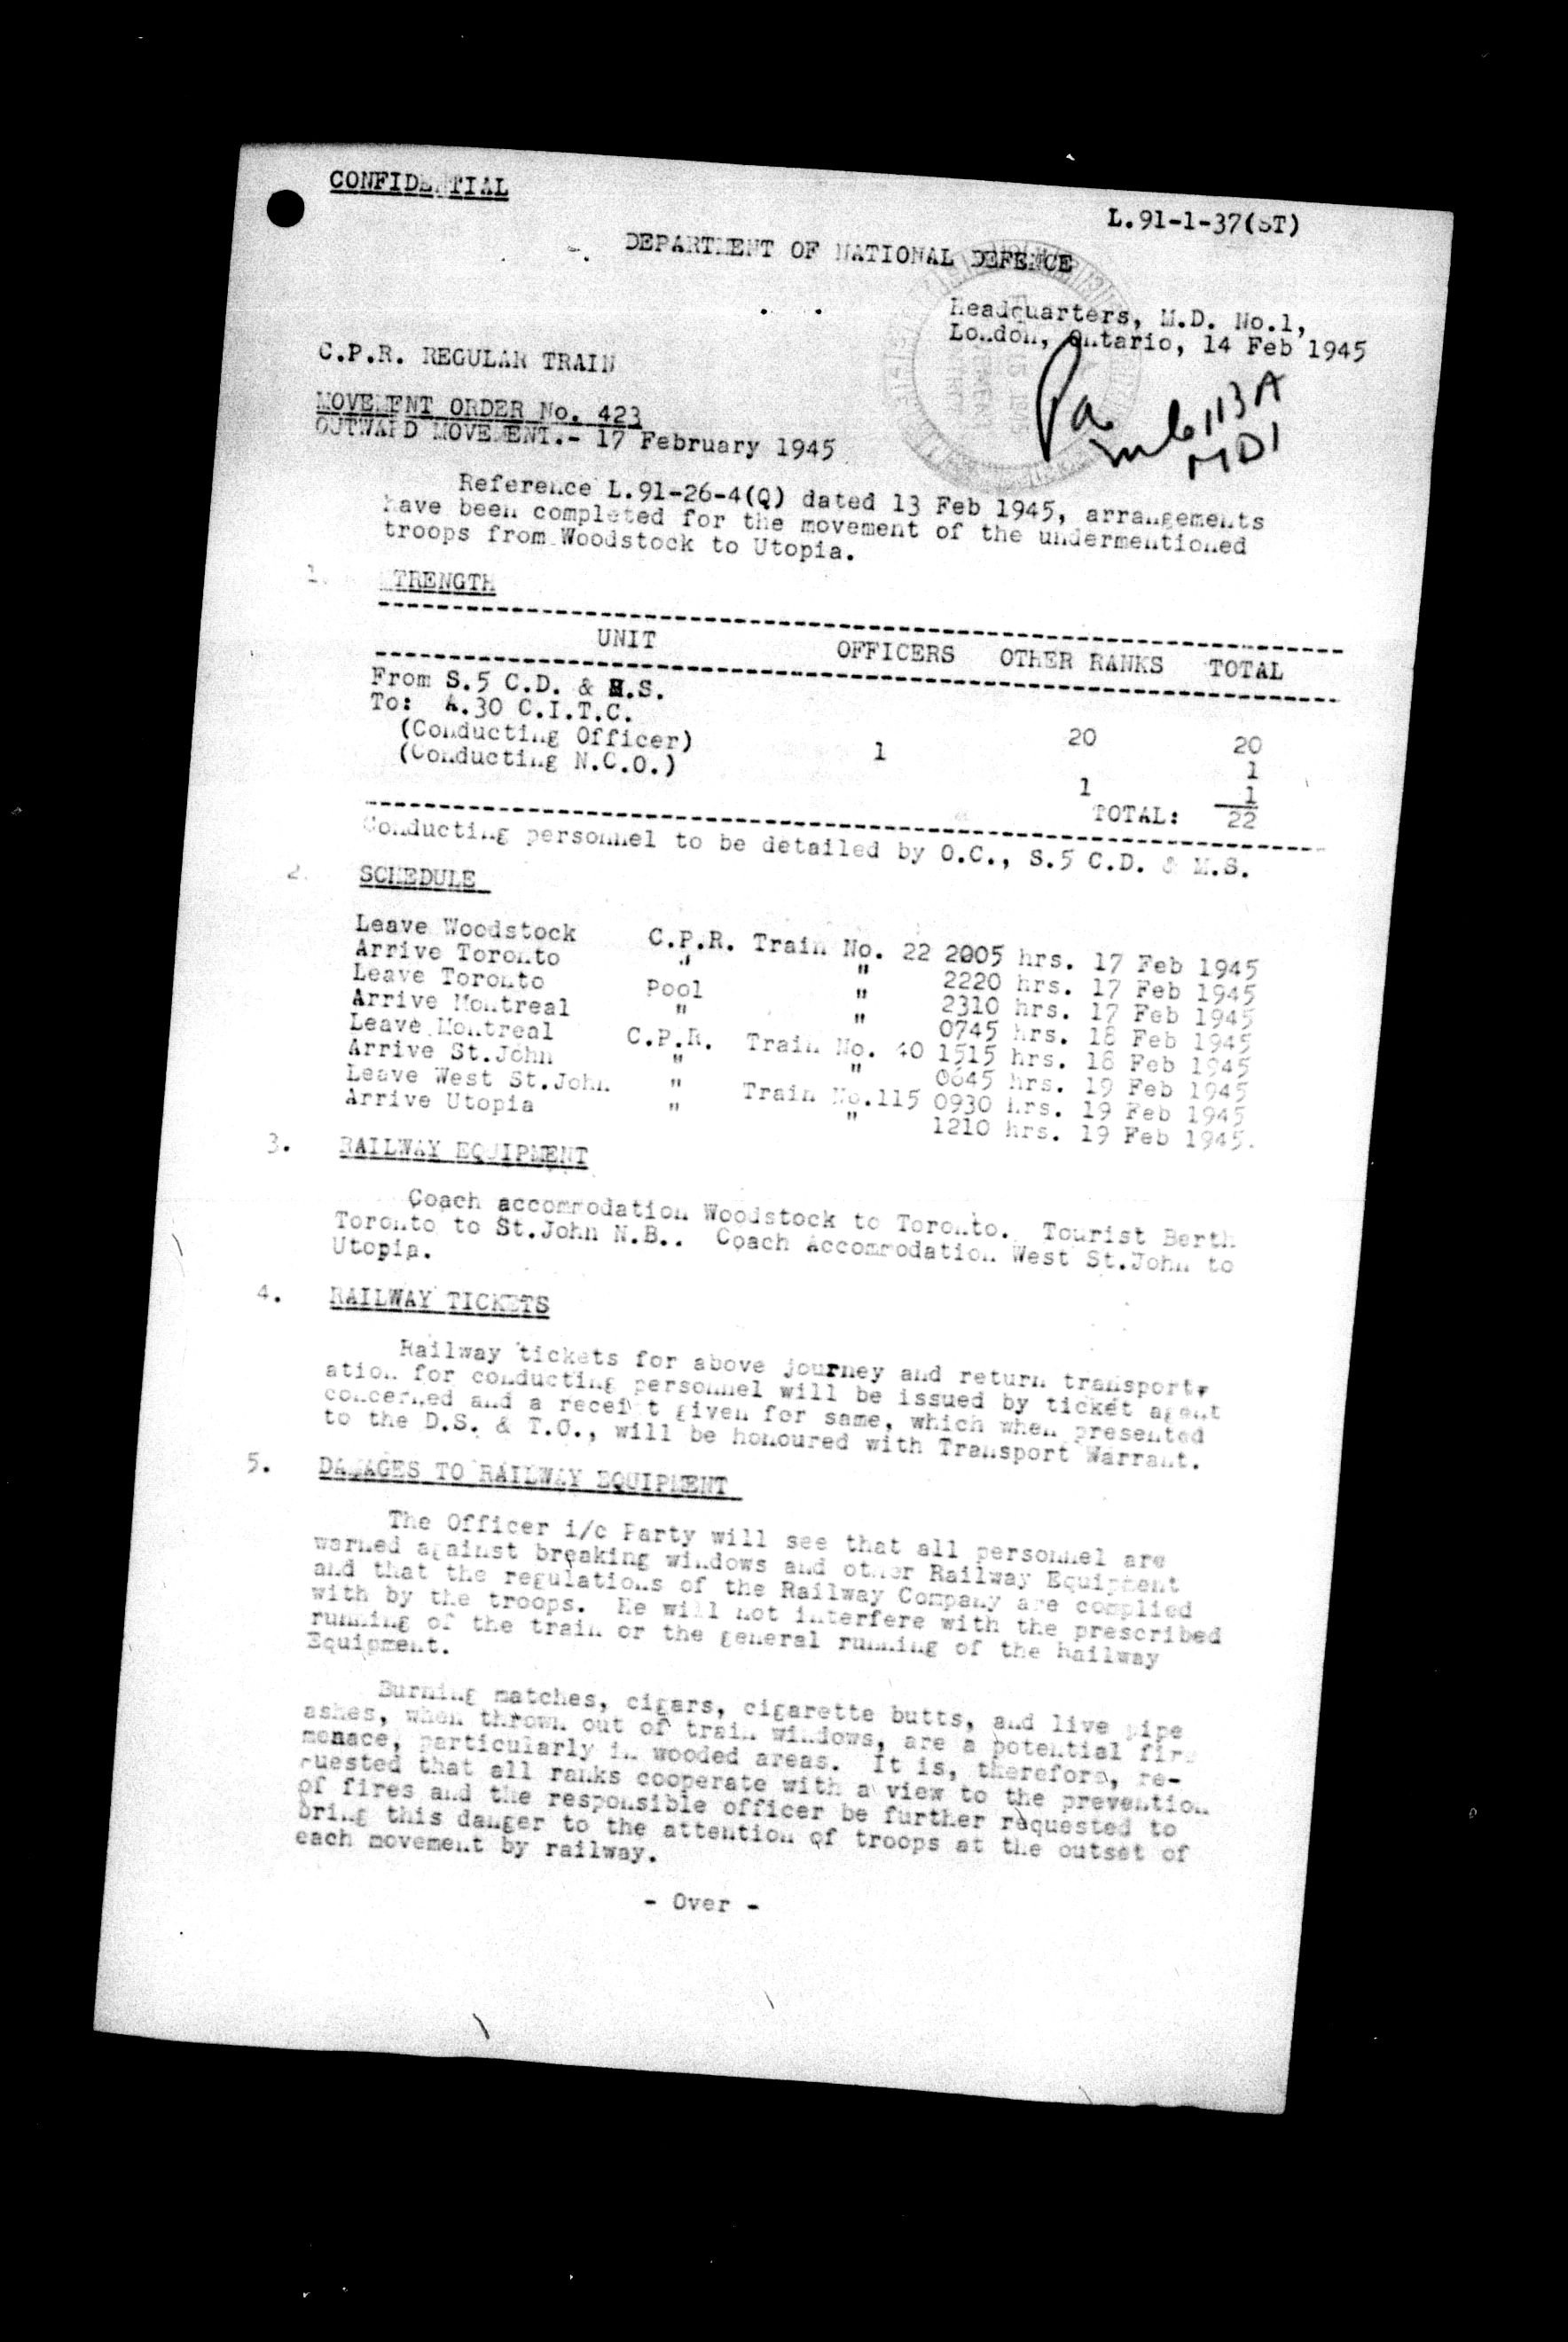 CONFIDENTIAL
L.91-1-37(ST)
DEPARTMENT OF NATIONAL DEFENCE
Headquarters, M.D. No.1,
London, Ontario, 14 Feb 1945
C.P.R. REGULAR TRAIN
MOVEMENT ORDER No. 423
OUTWARD MOVEMENT.- 17 February 1945
Pa
113A
MD1
Reference L.91-26-4(Q) dated 13 Feb 1945, arrangements
have been completed for the movement of the undermentioned
troops from Woodstock to Utopia.
1. STRENGTH
UNIT OFFICERS OTHER RANKS TOTAL
From S.5 C.D. & M.S.
To: A.30 C.I.T.C. 20 20
(Conducting Officer) 1 1
(Conducting N.C.O.) 1 1
TOTAL: 22
Conducting personnel to be detailed by O.C., S.5 C.D. & M.S.
2. SCHEDULE
Leave Woodstock C.P.R. Train No. 22 2005 hrs. 17 Feb 1945
Arrive Toronto " " 2220 hrs. 17 Feb 1945
Leave Toronto Pool " 2310 hrs. 17 Feb 1945
Arrive Montreal " " 0745 hrs. 18 Feb 1945
Leave Montreal C.P.R. Train No. 40 1515 hrs. 18 Feb 1945
Arrive St.John " " 0645 hrs. 19 Feb 1945
Leave West St.John " Train No.115 0930 hrs. 19 Feb 1945
Arrive Utopia " " 1210 hrs. 19 Feb 1945.
3. RAILWAY EQUIPMENT
Coach accommodation Woodstock to Toronto. Tourist Berth
Toronto to St.John N.B.. Coach Accommodation West St.John to
Utopia.
4. RAILWAY TICKETS
Railway tickets for above journey and return transport-
ation for conducting personnel will be issued by ticket agent
concerned and a receipt given for same, which when presented
to the D.S. & T.O., will be honoured with Transport Warrant.
5. DAMAGES TO RAILWAY EQUIPMENT
The Officer i/c Party will see that all personnel are
warned against breaking windows and other Railway Equipment
and that the regulations of the Railway Company are complied
with by the troops. He will not interfere with the prescribed
running of the train or the general running of the Railway
Equipment.
Burning matches, cigars, cigarette butts, and live pipe
ashes, when thrown out of train windows, are a potential fire
menace, particularly in wooded areas. It is, therefore, re-
quested that all ranks cooperate with a view to the prevention
of fires and the responsible officer be further requested to
bring this danger to the attention of troops at the outset of
each movement by railway.
- Over -